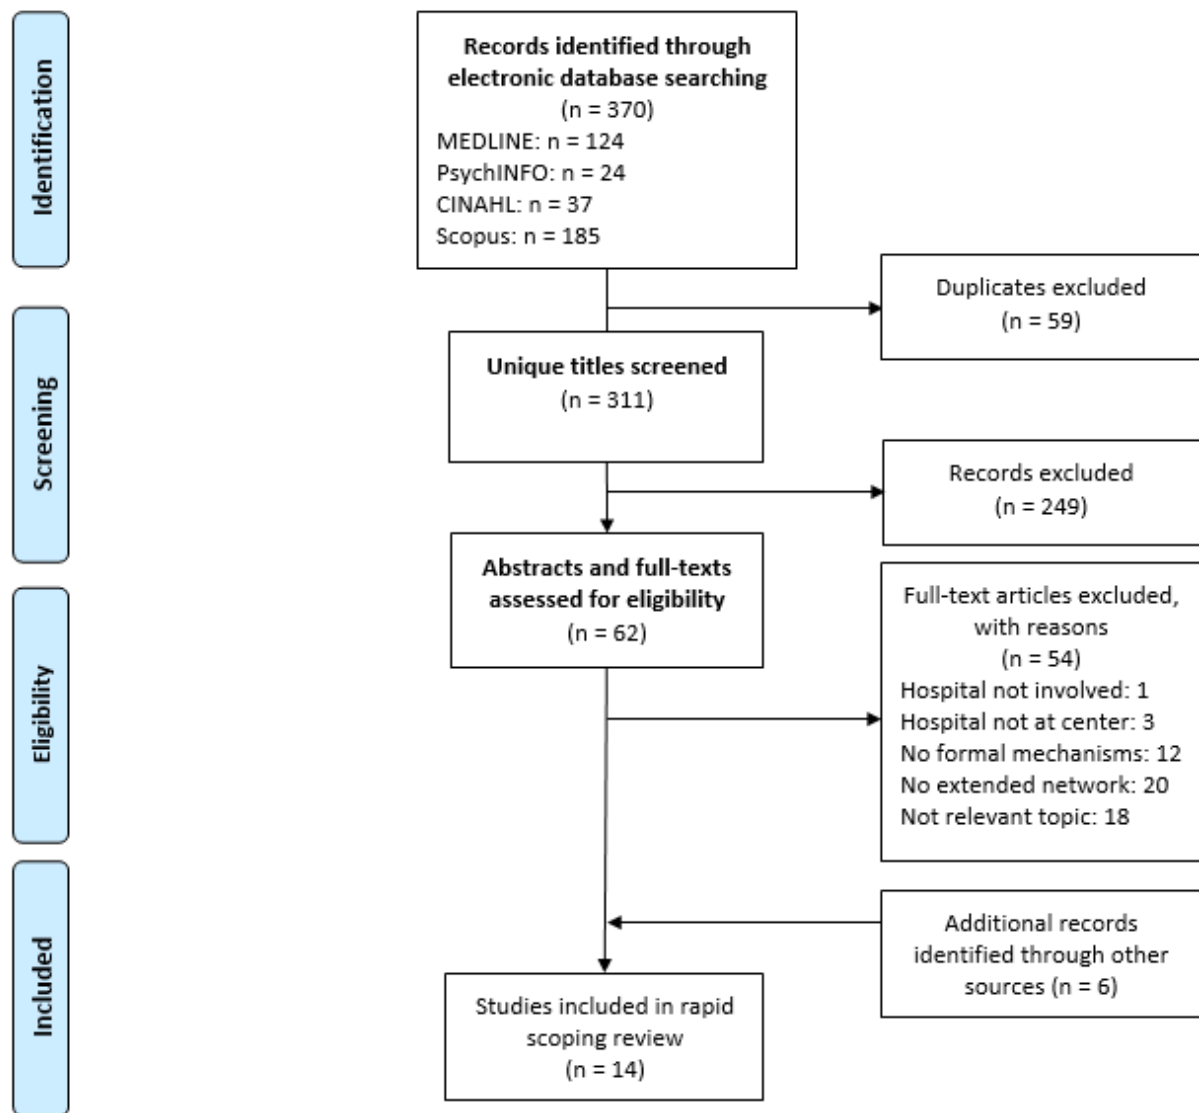 Identification
Records identified through
electronic database searching
(n = 370)
MEDLINE: n = 124
PsychINFO: n = 24
CINAHL: n = 37
Scopus: n = 185
Duplicates excluded
(n = 59)
Screening
Unique titles screened
(n = 311)
Records excluded
(n = 249)
Eligibility
Abstracts and full-texts
assessed for eligibility
(n = 62)
Full-text articles excluded,
with reasons
(n = 54)
Hospital not involved: 1
Hospital not at center: 3
No formal mechanisms: 12
No extended network: 20
Not relevant topic: 18
Included
Additional records
identified through other
sources (n = 6)
Studies included in rapid
scoping review
(n = 14)